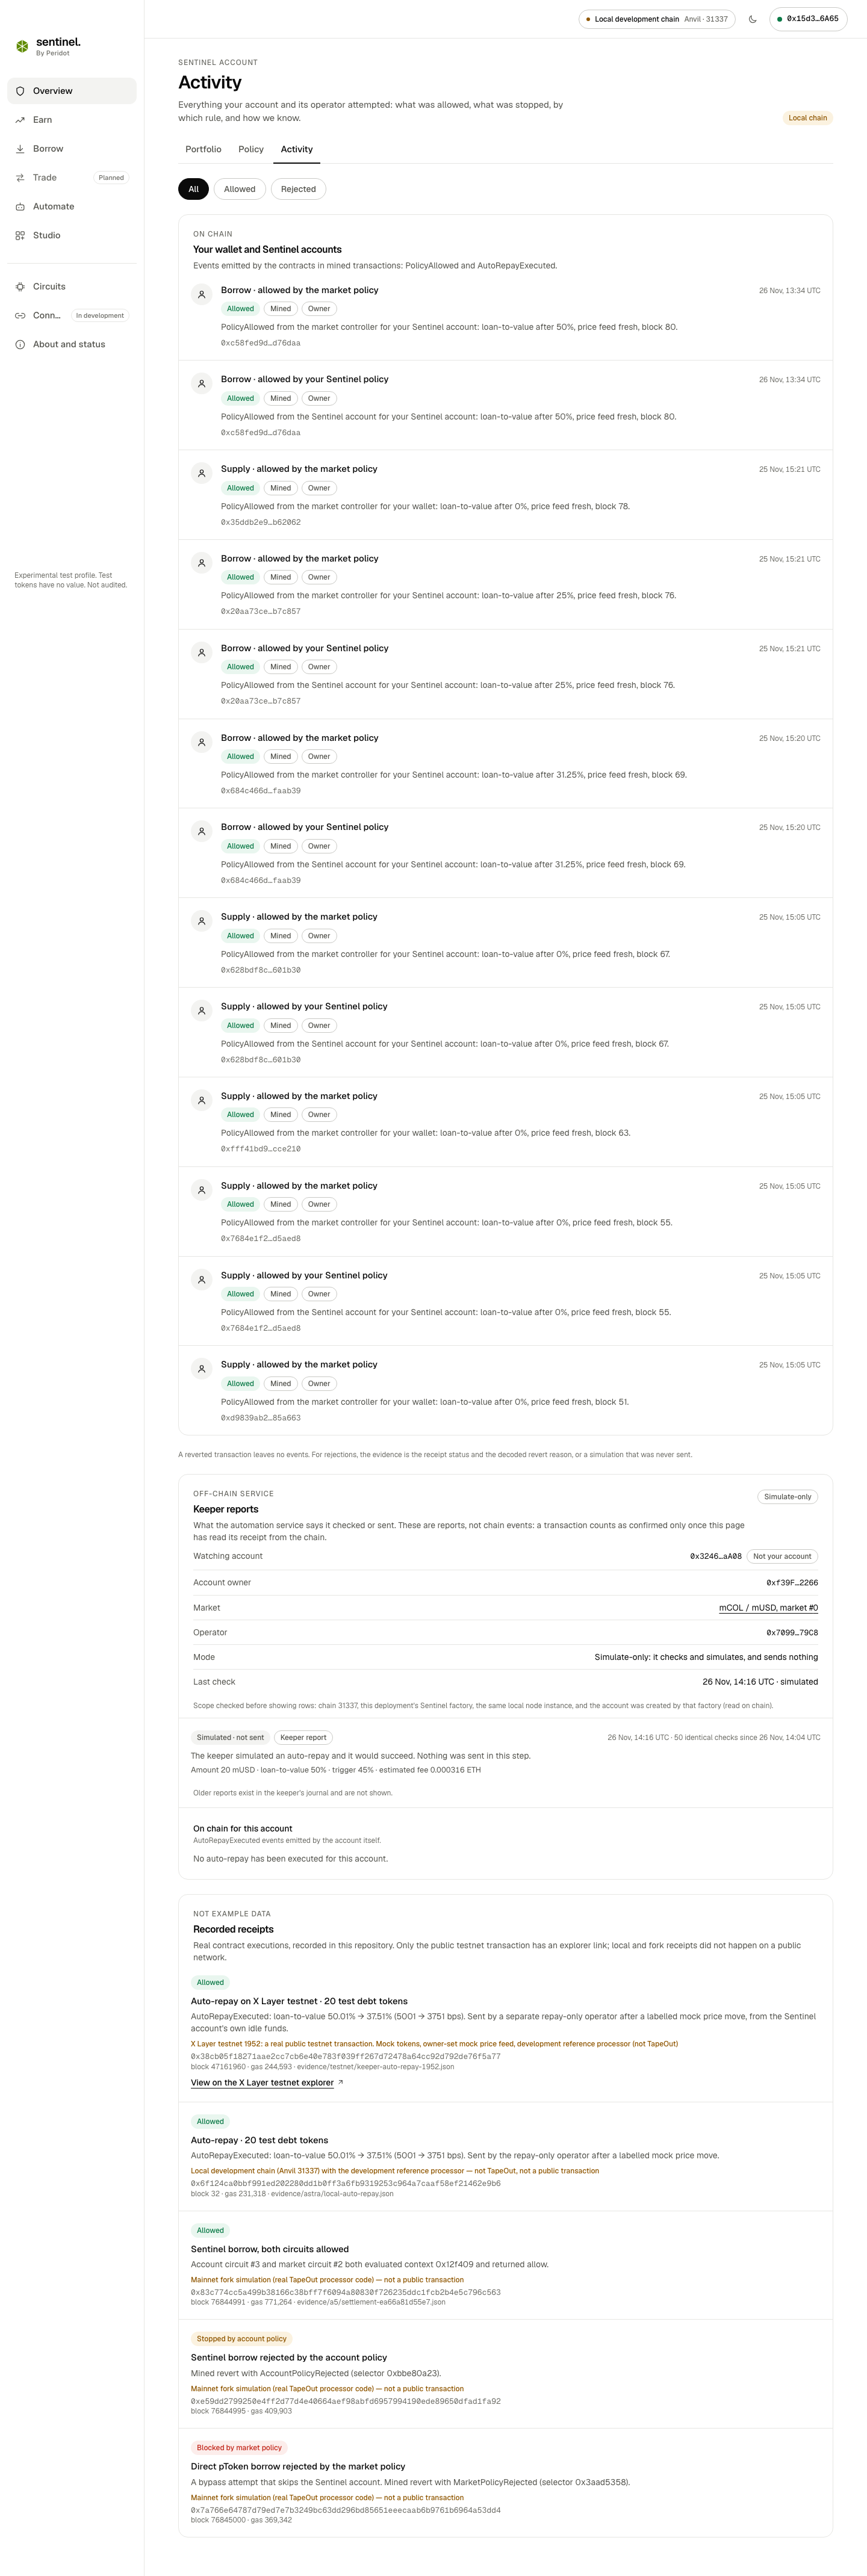 sentinel.
By Peridot
Overview
Earn
Borrow
Trade
Planned
Automate
Studio
Circuits
Conn...
In development
About and status
Experimental test profile. Test
tokens have no value. Not audited.
Local development chain Anvil · 31337
0x15d3…6A65
SENTINEL ACCOUNT
Activity
Everything your account and its operator attempted: what was allowed, what was stopped, by
which rule, and how we know.
Local chain
Portfolio Policy Activity
All Allowed Rejected
ON CHAIN
Your wallet and Sentinel accounts
Events emitted by the contracts in mined transactions: PolicyAllowed and AutoRepayExecuted.
Borrow · allowed by the market policy
26 Nov, 13:34 UTC
Allowed Mined Owner
PolicyAllowed from the market controller for your Sentinel account: loan-to-value after 50%, price feed fresh, block 80.
0xc58fed9d…d76daa
Borrow · allowed by your Sentinel policy
26 Nov, 13:34 UTC
Allowed Mined Owner
PolicyAllowed from the Sentinel account for your Sentinel account: loan-to-value after 50%, price feed fresh, block 80.
0xc58fed9d…d76daa
Supply · allowed by the market policy
25 Nov, 15:21 UTC
Allowed Mined Owner
PolicyAllowed from the market controller for your wallet: loan-to-value after 0%, price feed fresh, block 78.
0x35ddb2e9…b62062
Borrow · allowed by the market policy
25 Nov, 15:21 UTC
Allowed Mined Owner
PolicyAllowed from the market controller for your Sentinel account: loan-to-value after 25%, price feed fresh, block 76.
0x20aa73ce…b7c857
Borrow · allowed by your Sentinel policy
25 Nov, 15:21 UTC
Allowed Mined Owner
PolicyAllowed from the Sentinel account for your Sentinel account: loan-to-value after 25%, price feed fresh, block 76.
0x20aa73ce…b7c857
Borrow · allowed by the market policy
25 Nov, 15:20 UTC
Allowed Mined Owner
PolicyAllowed from the market controller for your Sentinel account: loan-to-value after 31.25%, price feed fresh, block 69.
0x684c466d…faab39
Borrow · allowed by your Sentinel policy
25 Nov, 15:20 UTC
Allowed Mined Owner
PolicyAllowed from the Sentinel account for your Sentinel account: loan-to-value after 31.25%, price feed fresh, block 69.
0x684c466d…faab39
Supply · allowed by the market policy
25 Nov, 15:05 UTC
Allowed Mined Owner
PolicyAllowed from the market controller for your Sentinel account: loan-to-value after 0%, price feed fresh, block 67.
0x628bdf8c…601b30
Supply · allowed by your Sentinel policy
25 Nov, 15:05 UTC
Allowed Mined Owner
PolicyAllowed from the Sentinel account for your Sentinel account: loan-to-value after 0%, price feed fresh, block 67.
0x628bdf8c…601b30
Supply · allowed by the market policy
25 Nov, 15:05 UTC
Allowed Mined Owner
PolicyAllowed from the market controller for your wallet: loan-to-value after 0%, price feed fresh, block 63.
0xfff41bd9…cce210
Supply · allowed by the market policy
25 Nov, 15:05 UTC
Allowed Mined Owner
PolicyAllowed from the market controller for your Sentinel account: loan-to-value after 0%, price feed fresh, block 55.
0x7684e1f2…d5aed8
Supply · allowed by your Sentinel policy
25 Nov, 15:05 UTC
Allowed Mined Owner
PolicyAllowed from the Sentinel account for your Sentinel account: loan-to-value after 0%, price feed fresh, block 55.
0x7684e1f2…d5aed8
Supply · allowed by the market policy
25 Nov, 15:05 UTC
Allowed Mined Owner
PolicyAllowed from the market controller for your wallet: loan-to-value after 0%, price feed fresh, block 51.
0xd9839ab2…85a663
A reverted transaction leaves no events. For rejections, the evidence is the receipt status and the decoded revert reason, or a simulation that was never sent.
OFF-CHAIN SERVICE
Simulate-only
Keeper reports
What the automation service says it checked or sent. These are reports, not chain events: a transaction counts as confirmed only once this page
has read its receipt from the chain.
Watching account
0x3246…aA08 Not your account
Account owner
0xf39F…2266
Market
mCOL / mUSD, market #0
Operator
0x7099…79C8
Mode
Simulate-only: it checks and simulates, and sends nothing
Last check
26 Nov, 14:16 UTC · simulated
Scope checked before showing rows: chain 31337, this deployment's Sentinel factory, the same local node instance, and the account was created by that factory (read on chain).
Simulated · not sent Keeper report
26 Nov, 14:16 UTC · 50 identical checks since 26 Nov, 14:04 UTC
The keeper simulated an auto-repay and it would succeed. Nothing was sent in this step.
Amount 20 mUSD · loan-to-value 50% · trigger 45% · estimated fee 0.000316 ETH
Older reports exist in the keeper's journal and are not shown.
On chain for this account
AutoRepayExecuted events emitted by the account itself.
No auto-repay has been executed for this account.
NOT EXAMPLE DATA
Recorded receipts
Real contract executions, recorded in this repository. Only the public testnet transaction has an explorer link; local and fork receipts did not happen on a public
network.
Allowed
Auto-repay on X Layer testnet · 20 test debt tokens
AutoRepayExecuted: loan-to-value 50.01% → 37.51% (5001 → 3751 bps). Sent by a separate repay-only operator after a labelled mock price move, from the Sentinel
account's own idle funds.
X Layer testnet 1952: a real public testnet transaction. Mock tokens, owner-set mock price feed, development reference processor (not TapeOut)
0x38cb05f18271aae2cc7cb6e40e783f039ff267d72478a64cc92d792de76f5a77
block 47161960 · gas 244,593 · evidence/testnet/keeper-auto-repay-1952.json
View on the X Layer testnet explorer ↗
Allowed
Auto-repay · 20 test debt tokens
AutoRepayExecuted: loan-to-value 50.01% → 37.51% (5001 → 3751 bps). Sent by the repay-only operator after a labelled mock price move.
Local development chain (Anvil 31337) with the development reference processor — not TapeOut, not a public transaction
0x6f124ca0bbf991ed202280dd1b0ff3a6fb9319253c964a7caaf58ef21462e9b6
block 32 · gas 231,318 · evidence/astra/local-auto-repay.json
Allowed
Sentinel borrow, both circuits allowed
Account circuit #3 and market circuit #2 both evaluated context 0x12f409 and returned allow.
Mainnet fork simulation (real TapeOut processor code) — not a public transaction
0x83c774cc5a499b38166c38bff7f6094a80830f726235ddc1fcb2b4e5c796c563
block 76844991 · gas 771,264 · evidence/a5/settlement-ea66a81d55e7.json
Stopped by account policy
Sentinel borrow rejected by the account policy
Mined revert with AccountPolicyRejected (selector 0xbbe80a23).
Mainnet fork simulation (real TapeOut processor code) — not a public transaction
0xe59dd2799250e4ff2d77d4e40664aef98abfd6957994190ede89650dfad1fa92
block 76844995 · gas 409,903
Blocked by market policy
Direct pToken borrow rejected by the market policy
A bypass attempt that skips the Sentinel account. Mined revert with MarketPolicyRejected (selector 0x3aad5358).
Mainnet fork simulation (real TapeOut processor code) — not a public transaction
0x7a766e64787d79ed7e7b3249bc63dd296bd85651eeecaab6b9761b6964a53dd4
block 76845000 · gas 369,342